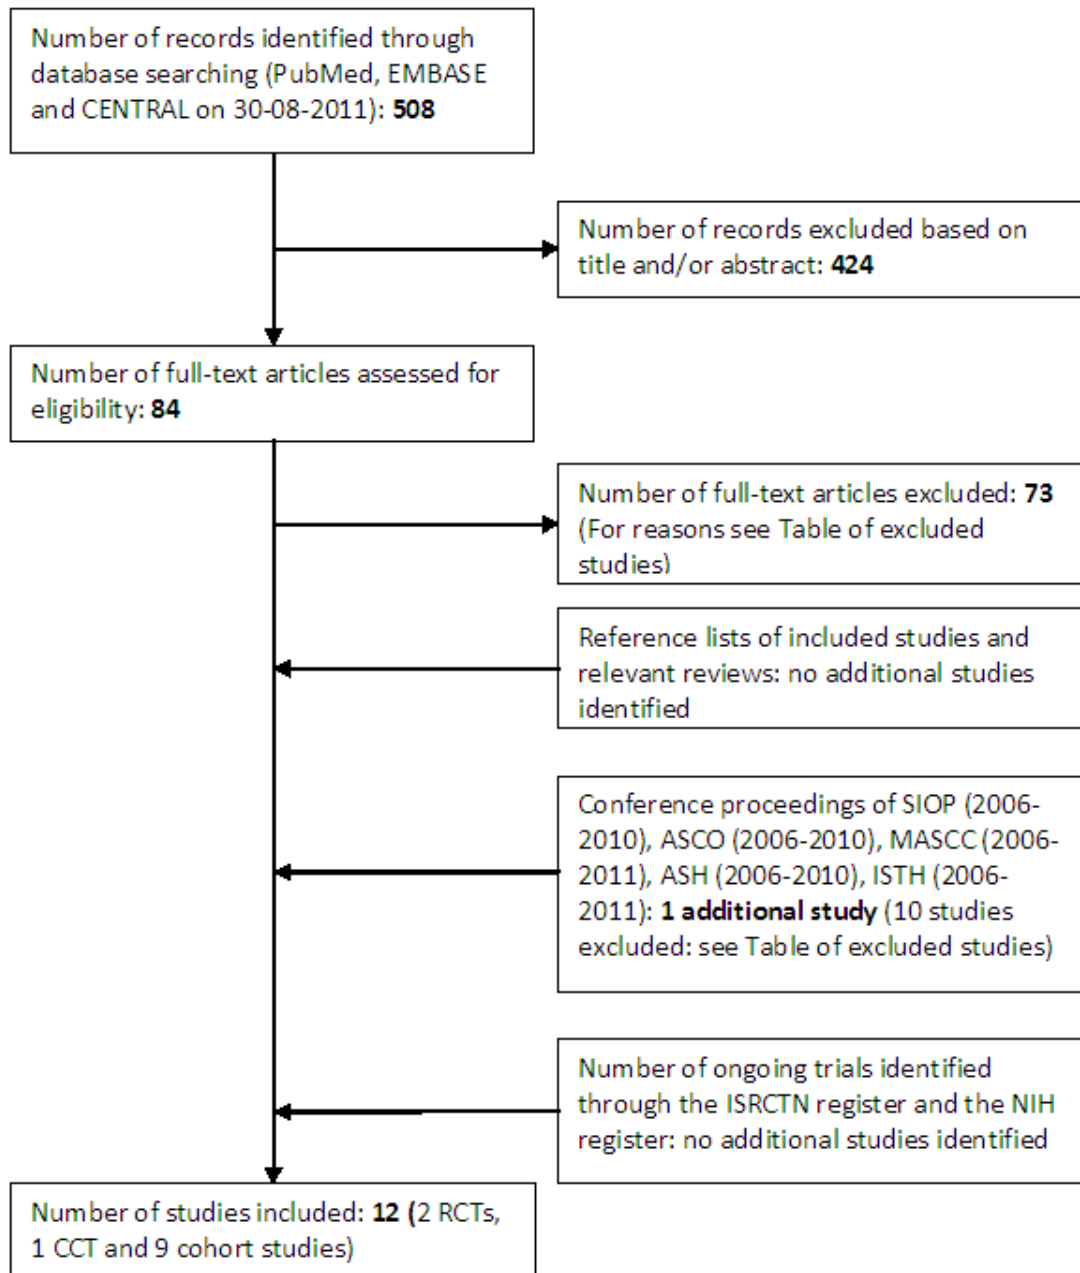 Number of records identified through
database searching (PubMed, EMBASE
and CENTRAL on 30-08-2011): 508
Number of records excluded based on
title and/or abstract: 424
Number of full-text articles assessed for
eligibility: 84
Number of full-text articles excluded: 73
(For reasons see Table of excluded
studies)
Reference lists of included studies and
relevant reviews: no additional studies
identified
Conference proceedings of SIOP (2006-
2010), ASCO (2006-2010), MASCC (2006-
2011), ASH (2006-2010), ISTH (2006-
2011): 1 additional study (10 studies
excluded: see Table of excluded studies)
Number of ongoing trials identified
through the ISRCTN register and the NIH
register: no additional studies identified
Number of studies included: 12 (2 RCTs,
1 CCT and 9 cohort studies)